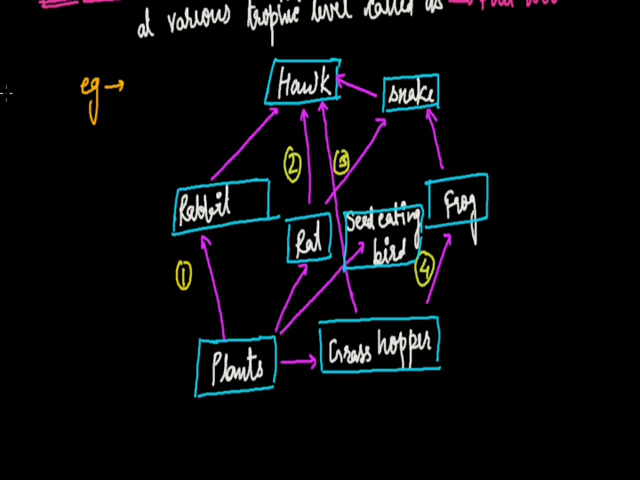 at various trophic level called as →
eg →
Hawk
snake
② ③
Rabbit
Rat
Seed eating
bird
Frog
① ④
Plants
Grass hopper